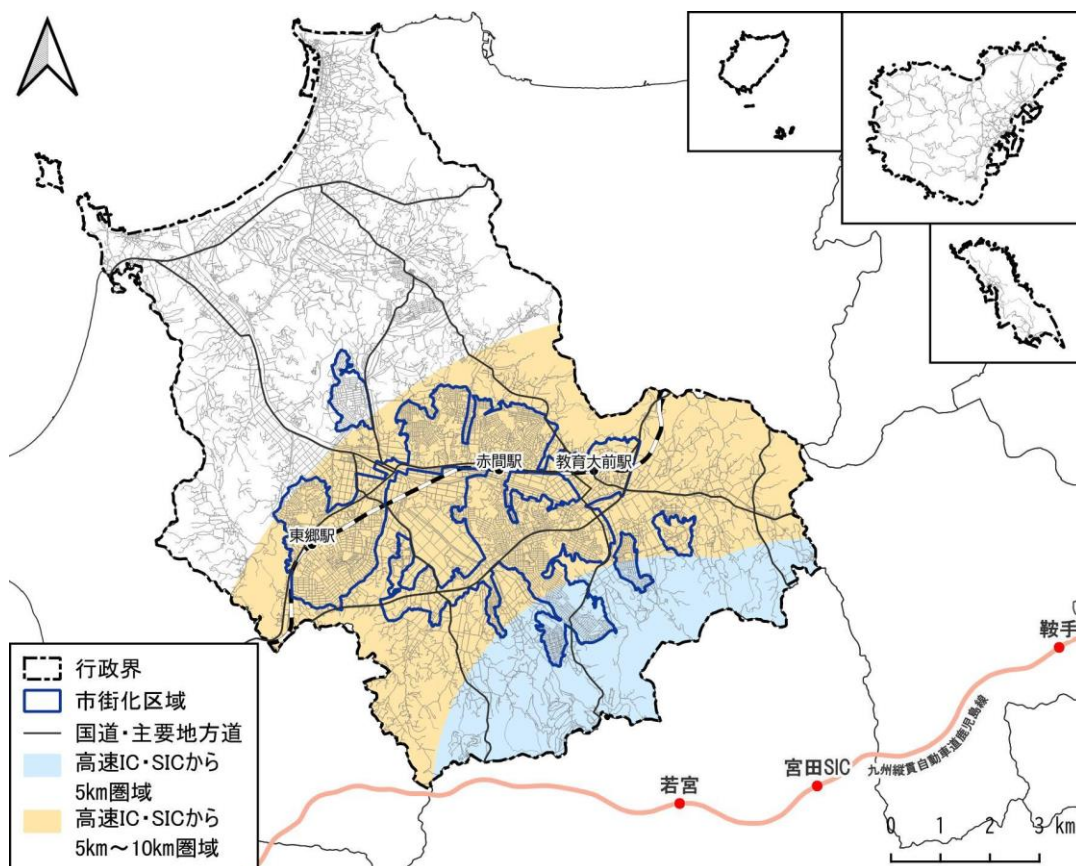 赤間駅
教育大前駅
東郷駅
鞍手
九州縦貫自動車道鹿児島線
宮田SIC
若宮
0 1 2 3 km
行政界
市街化区域
国道・主要地方道
高速IC・SICから
5km圏域
高速IC・SICから
5km～10km圏域